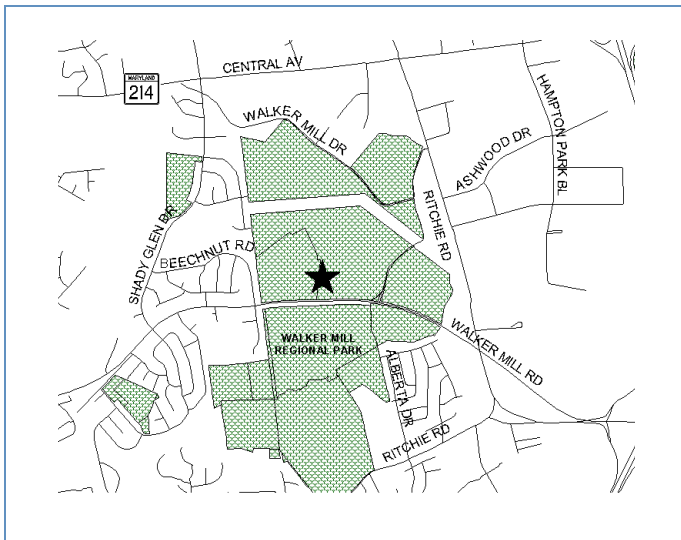 CENTRAL AV
MARYLAND
214
WALKER MILL DR
HAMPTON PARK BL
ASHWOOD DR
RITCHIE RD
SHADY GLEN DR
BEECHNUT RD
WALKER MILL
REGIONAL PARK
WALKER MILL RD
ALBERTA DR
RITCHIE RD